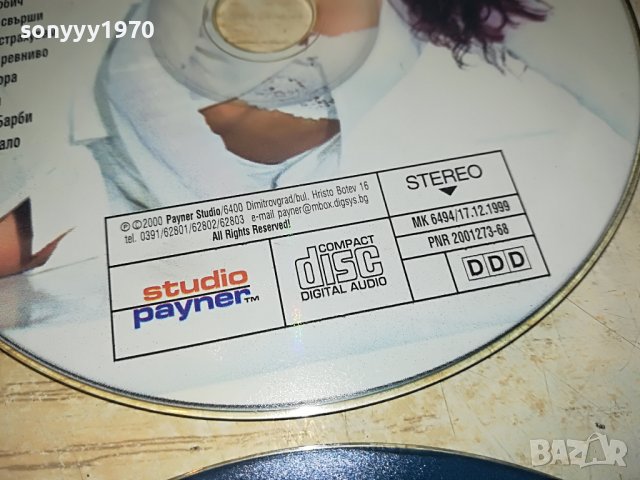 sonyyy1970
свърши
ревниво
Барби
℗©2000 Payner Studio/6400 Dimitrovgrad/bul. Hristo Botev 16
tel. 0391/62801/62802/62803 e-mail payner@mbox.digsys.bg
All Rights Reserved!
STEREO
MK 6494/17.12.1999
PNR 2001273-68
DDD
studio
payner™
COMPACT
disc
DIGITAL AUDIO
BAZAR
bazar.bg